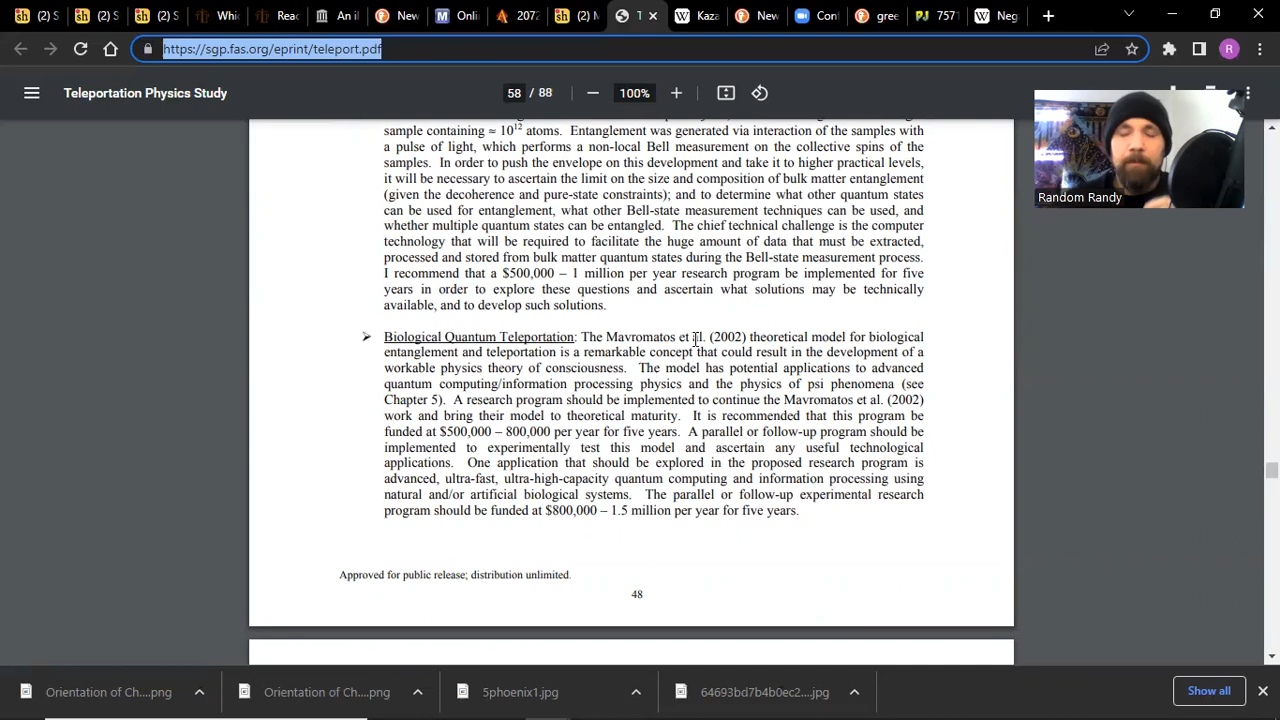 (2) S
(2) S
(2) S
Whi
Reac
An il
New
Onli
2072
(2) M
T
Kaza
New
Conf
gree
7571
Neg
https://sgp.fas.org/eprint/teleport.pdf
R
Teleportation Physics Study
58 / 88
100%
Random Randy
sample containing ≈ 10¹² atoms. Entanglement was generated via interaction of the samples with
a pulse of light, which performs a non-local Bell measurement on the collective spins of the
samples. In order to push the envelope on this development and take it to higher practical levels,
it will be necessary to ascertain the limit on the size and composition of bulk matter entanglement
(given the decoherence and pure-state constraints); and to determine what other quantum states
can be used for entanglement, what other Bell-state measurement techniques can be used, and
whether multiple quantum states can be entangled. The chief technical challenge is the computer
technology that will be required to facilitate the huge amount of data that must be extracted,
processed and stored from bulk matter quantum states during the Bell-state measurement process.
I recommend that a $500,000 – 1 million per year research program be implemented for five
years in order to explore these questions and ascertain what solutions may be technically
available, and to develop such solutions.
➢ Biological Quantum Teleportation: The Mavromatos et al. (2002) theoretical model for biological
entanglement and teleportation is a remarkable concept that could result in the development of a
workable physics theory of consciousness. The model has potential applications to advanced
quantum computing/information processing physics and the physics of psi phenomena (see
Chapter 5). A research program should be implemented to continue the Mavromatos et al. (2002)
work and bring their model to theoretical maturity. It is recommended that this program be
funded at $500,000 – 800,000 per year for five years. A parallel or follow-up program should be
implemented to experimentally test this model and ascertain any useful technological
applications. One application that should be explored in the proposed research program is
advanced, ultra-fast, ultra-high-capacity quantum computing and information processing using
natural and/or artificial biological systems. The parallel or follow-up experimental research
program should be funded at $800,000 – 1.5 million per year for five years.
Approved for public release; distribution unlimited.
48
Orientation of Ch....png
Orientation of Ch....png
5phoenix1.jpg
64693bd7b4b0ec2....jpg
Show all